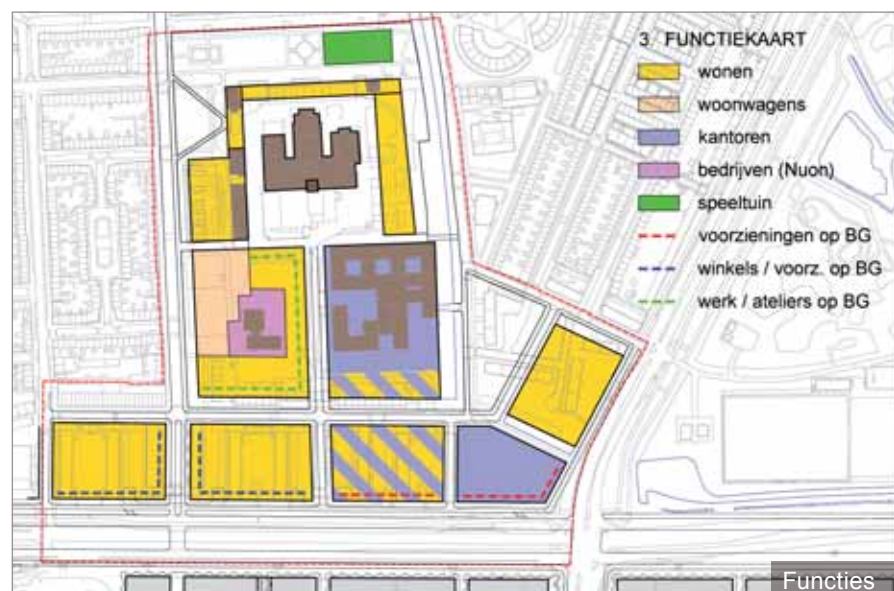 3. FUNCTIEKAART
wonen
woonwagens
kantoren
bedrijven (Nuon)
speeltuin
voorzieningen op BG
winkels / voorz. op BG
werk / ateliers op BG
Functies